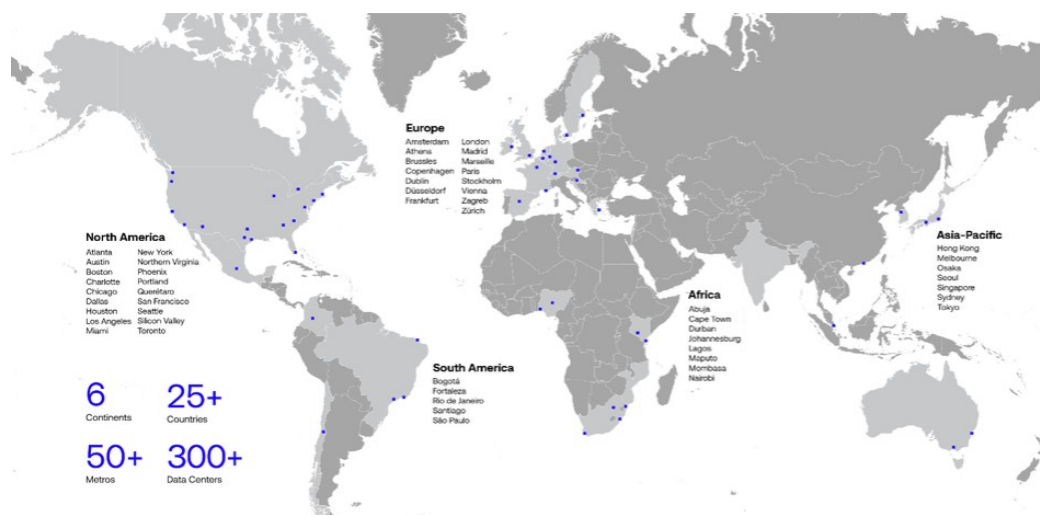 Europe
Amsterdam
Athens
Brussles
Copenhagen
Dublin
Düsseldorf
Frankfurt
London
Madrid
Marseille
Paris
Stockholm
Vienna
Zagreb
Zürich
North America
Atlanta
Austin
Boston
Charlotte
Chicago
Dallas
Houston
Los Angeles
Miami
New York
Northern Virginia
Phoenix
Portland
Querétaro
San Francisco
Seattle
Silicon Valley
Toronto
Asia-Pacific
Hong Kong
Melbourne
Osaka
Seoul
Singapore
Sydney
Tokyo
Africa
Abuja
Cape Town
Durban
Johannesburg
Lagos
Maputo
Mombasa
Nairobi
South America
Bogotá
Fortaleza
Rio de Janeiro
Santiago
São Paulo
6
Continents
25+
Countries
50+
Metros
300+
Data Centers